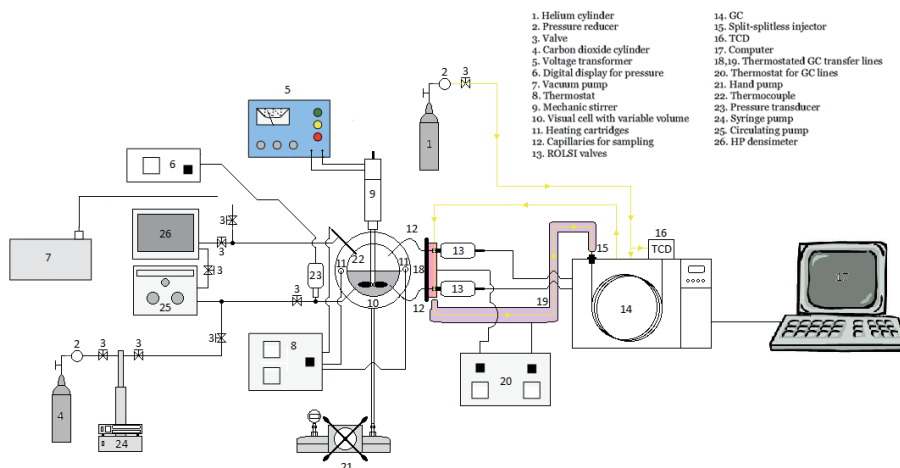 1. Helium cylinder
2. Pressure reducer
3. Valve
4. Carbon dioxide cylinder
5. Voltage transformer
6. Digital display for pressure
7. Vacuum pump
8. Thermostat
9. Mechanic stirrer
10. Visual cell with variable volume
11. Heating cartridges
12. Capillaries for sampling
13. ROLSI valves
14. GC
15. Split-splitless injector
16. TCD
17. Computer
18,19. Thermostated GC transfer lines
20. Thermostat for GC lines
21. Hand pump
22. Thermocouple
23. Pressure transducer
24. Syringe pump
25. Circulating pump
26. HP densimeter
2
3
5
1
6
9
3
12
16
26
3
22
13
15
TCD
7
11
11
18
17
3
23
25
3
10
12
13
19
14
3
8
2
3
3
20
4
24
21